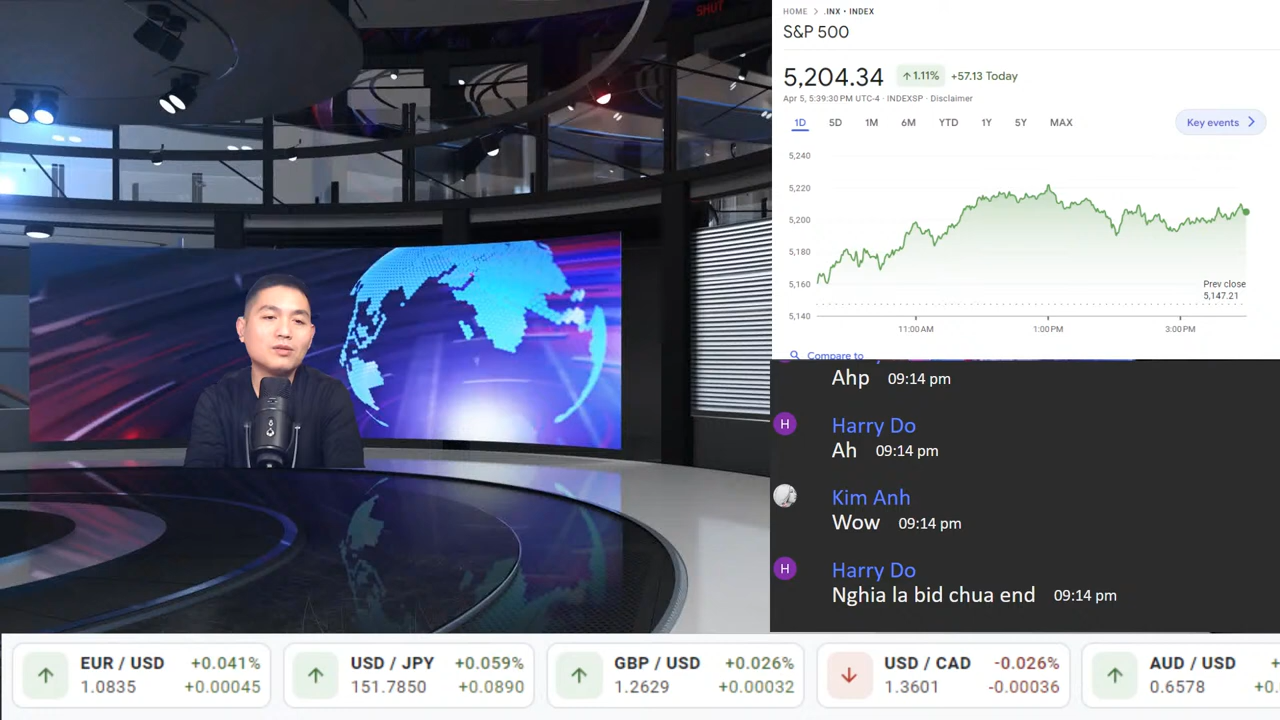 SHUT
HOME > .INX • INDEX
S&P 500
5,204.34 ↑1.11% +57.13 Today
Apr 5, 5:39:30 PM UTC-4 · INDEXSP · Disclaimer
1D 5D 1M 6M YTD 1Y 5Y MAX Key events >
5,240
5,220
5,200
5,180
5,160
5,140
Prev close
5,147.21
11:00 AM 1:00 PM 3:00 PM
Compare to
Ahp 09:14 pm
H
Harry Do
Ah 09:14 pm
Kim Anh
Wow 09:14 pm
H
Harry Do
Nghia la bid chua end 09:14 pm
EUR / USD +0.041%
1.0835 +0.00045
USD / JPY +0.059%
151.7850 +0.0890
GBP / USD +0.026%
1.2629 +0.00032
USD / CAD -0.026%
1.3601 -0.00036
AUD / USD
0.6578